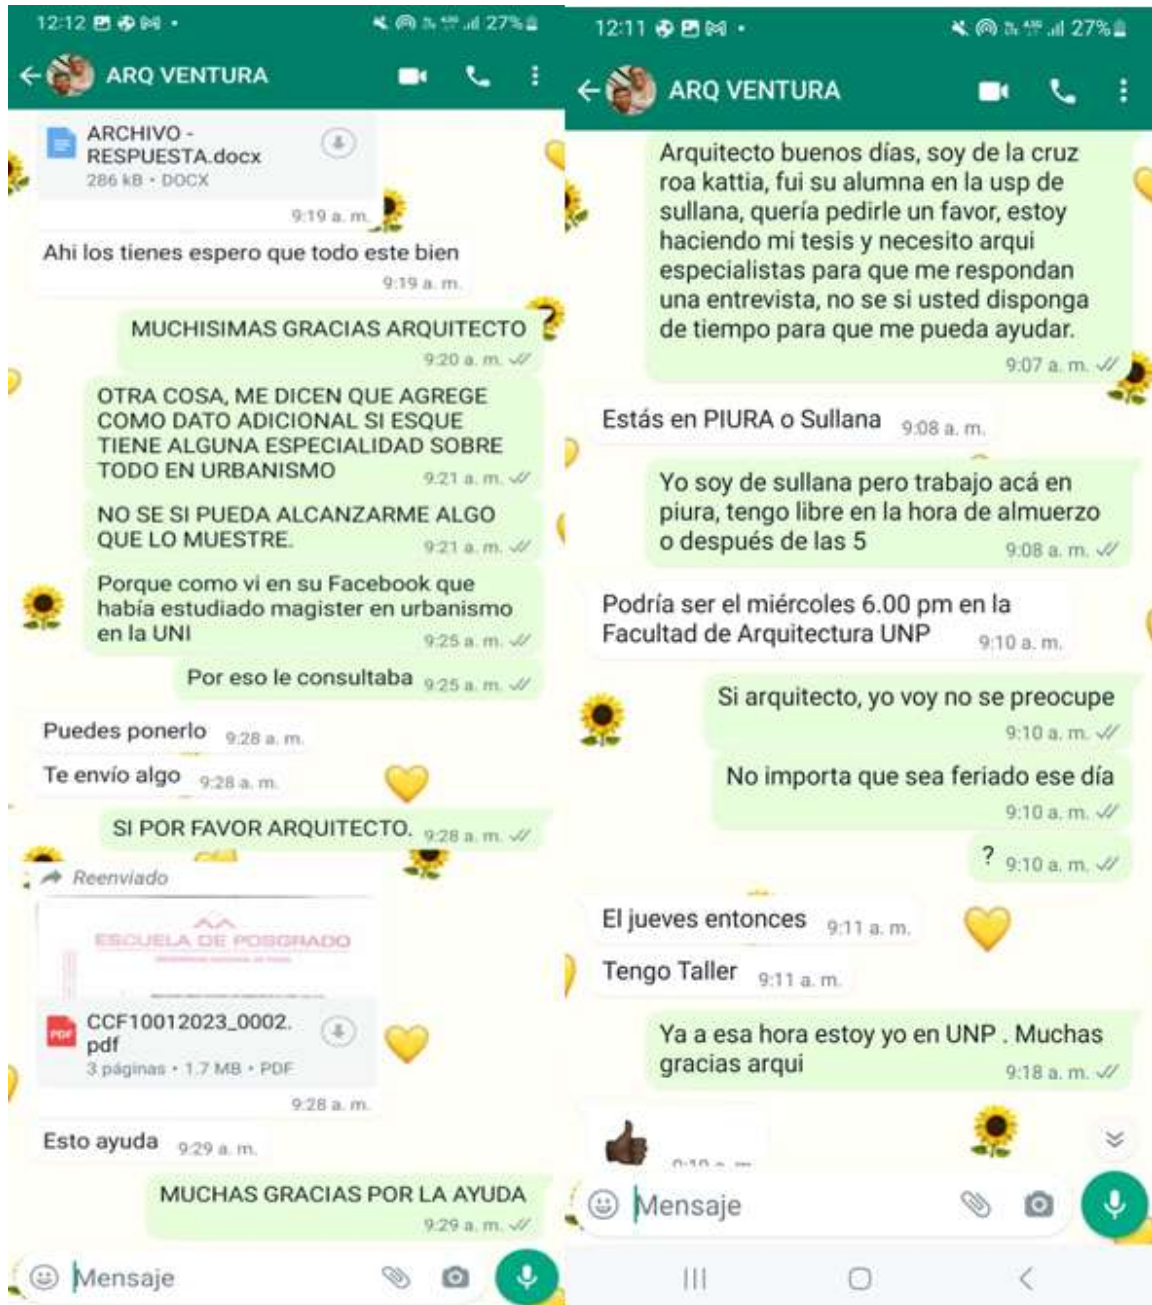 12:12
27%
ARQ VENTURA
ARCHIVO -
RESPUESTA.docx
286 kB • DOCX
9:19 a. m.
Ahi los tienes espero que todo este bien
9:19 a. m.
MUCHISIMAS GRACIAS ARQUITECTO
9:20 a. m.
OTRA COSA, ME DICEN QUE AGREGE
COMO DATO ADICIONAL SI ESQUE
TIENE ALGUNA ESPECIALIDAD SOBRE
TODO EN URBANISMO
9:21 a. m.
NO SE SI PUEDA ALCANZARME ALGO
QUE LO MUESTRE.
9:21 a. m.
Porque como vi en su Facebook que
había estudiado magister en urbanismo
en la UNI
9:25 a. m.
Por eso le consultaba 9:25 a. m.
Puedes ponerlo 9:28 a. m.
Te envío algo 9:28 a. m.
SI POR FAVOR ARQUITECTO. 9:28 a. m.
Reenviado
ESCUELA DE POSGRADO
CCF10012023_0002.
pdf
PDF
3 páginas • 1.7 MB • PDF
9:28 a. m.
Esto ayuda 9:29 a. m.
MUCHAS GRACIAS POR LA AYUDA
9:29 a. m.
Mensaje
12:11
27%
ARQ VENTURA
Arquitecto buenos días, soy de la cruz
roa kattia, fui su alumna en la usp de
sullana, quería pedirle un favor, estoy
haciendo mi tesis y necesito arqui
especialistas para que me respondan
una entrevista, no se si usted disponga
de tiempo para que me pueda ayudar.
9:07 a. m.
Estás en PIURA o Sullana 9:08 a. m.
Yo soy de sullana pero trabajo acá en
piura, tengo libre en la hora de almuerzo
o después de las 5
9:08 a. m.
Podría ser el miércoles 6.00 pm en la
Facultad de Arquitectura UNP 9:10 a. m.
Si arquitecto, yo voy no se preocupe
9:10 a. m.
No importa que sea feriado ese día
9:10 a. m.
? 9:10 a. m.
El jueves entonces 9:11 a. m.
Tengo Taller 9:11 a. m.
Ya a esa hora estoy yo en UNP . Muchas
gracias arqui
9:18 a. m.
Mensaje